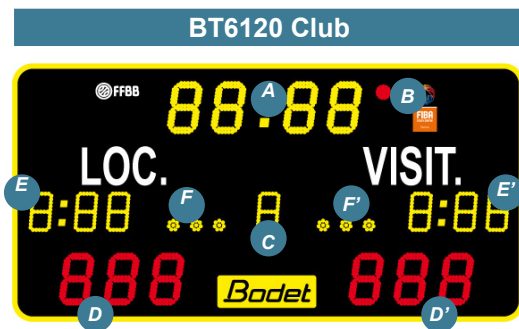 BT6120 Club
FFBB
88:88
A
B
FIBA
LOC.
VISIT.
E
8:88
F
8
C
F'
8:88
E'
888
D
Bodet
888
D'